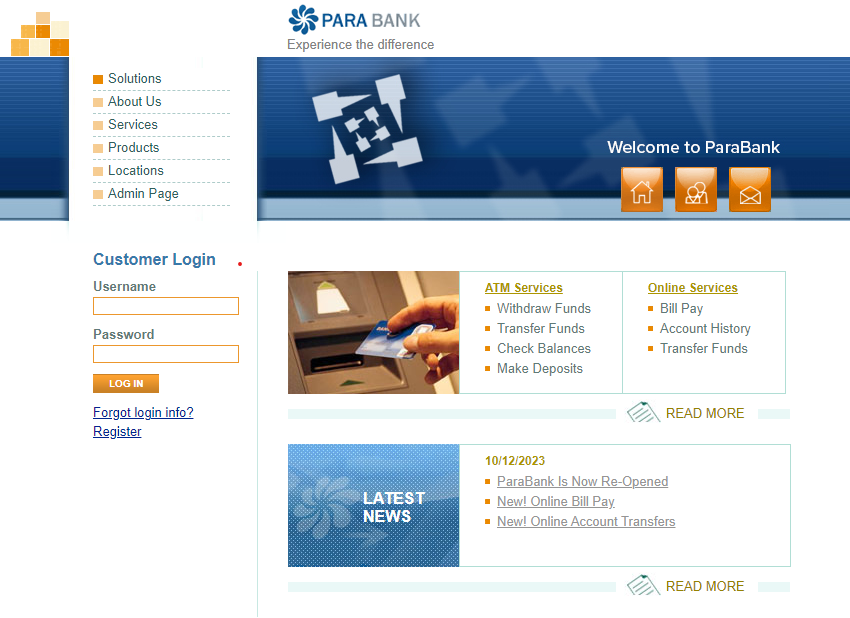 PARA BANK
Experience the difference
Solutions
About Us
Services
Products
Locations
Admin Page
Welcome to ParaBank
Customer Login
Username
Password
LOG IN
Forgot login info?
Register
ATM Services
Withdraw Funds
Transfer Funds
Check Balances
Make Deposits
Online Services
Bill Pay
Account History
Transfer Funds
READ MORE
LATEST
NEWS
10/12/2023
ParaBank Is Now Re-Opened
New! Online Bill Pay
New! Online Account Transfers
READ MORE